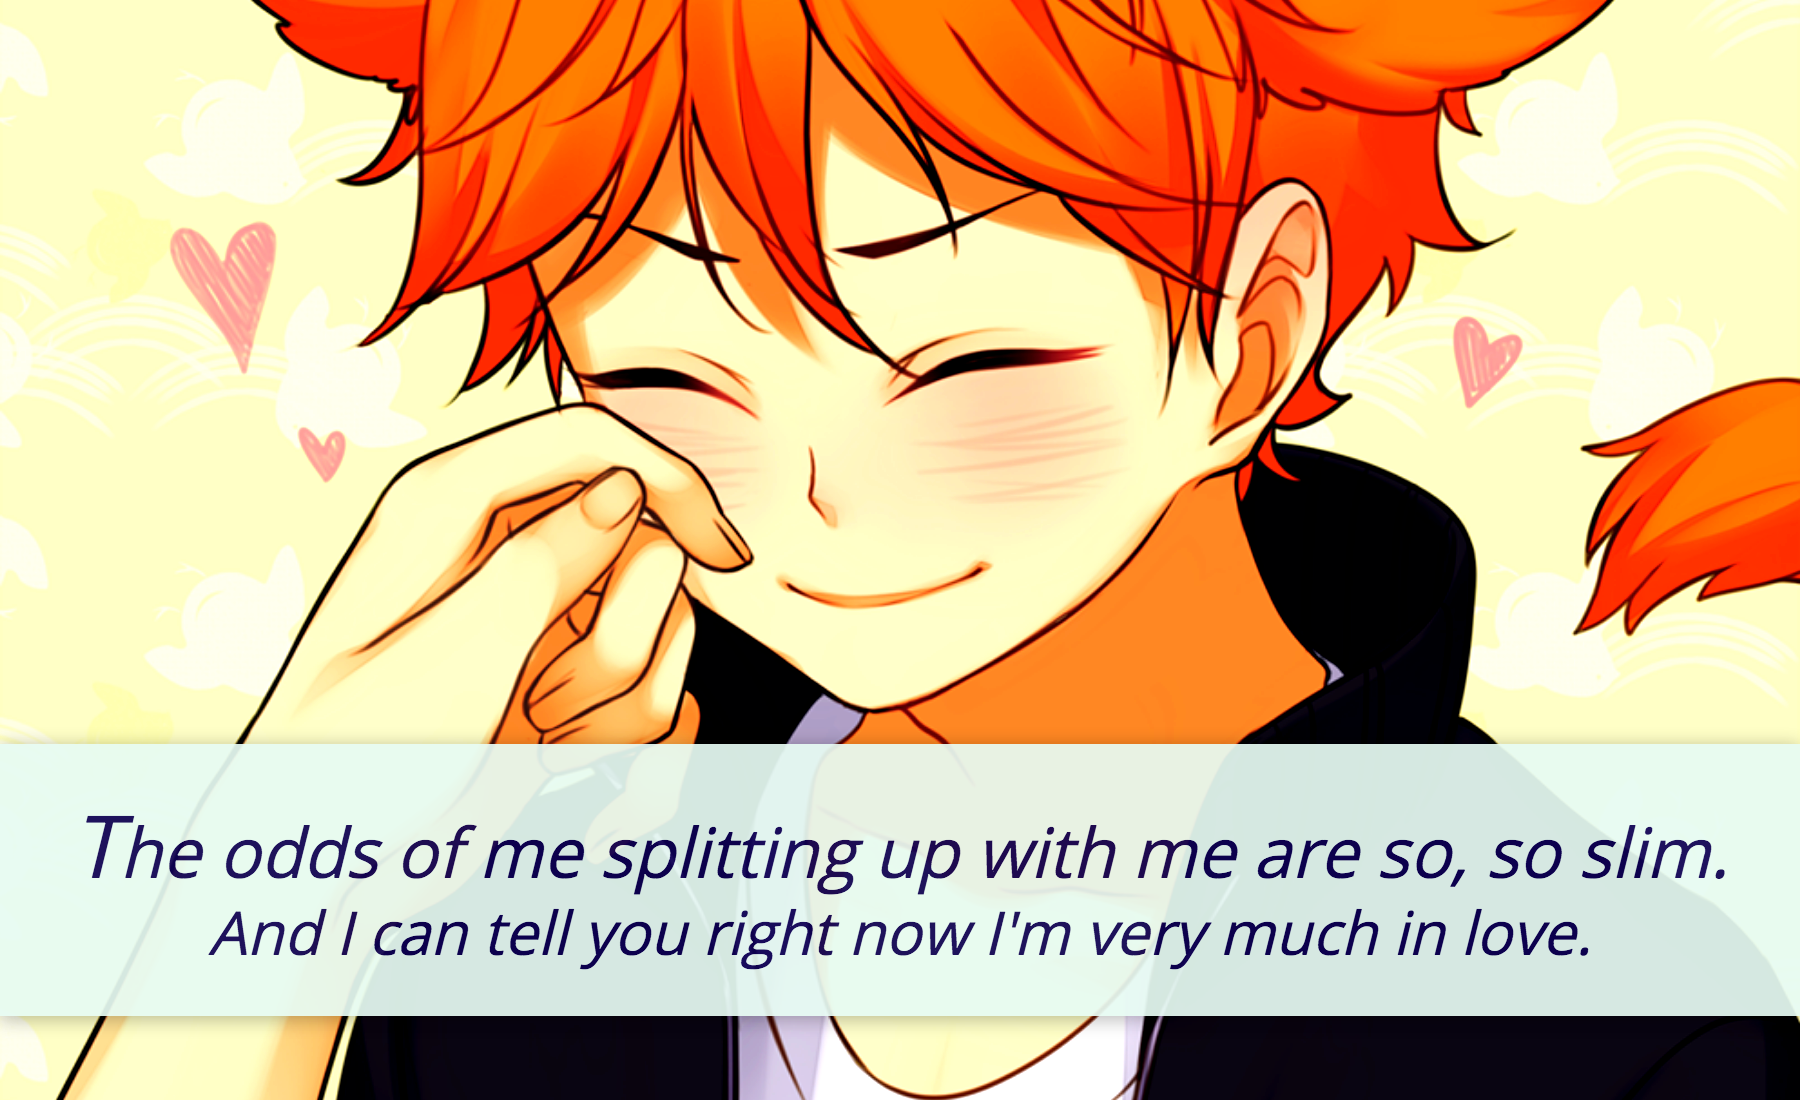 The odds of me splitting up with me are so, so slim.
And I can tell you right now I'm very much in love.